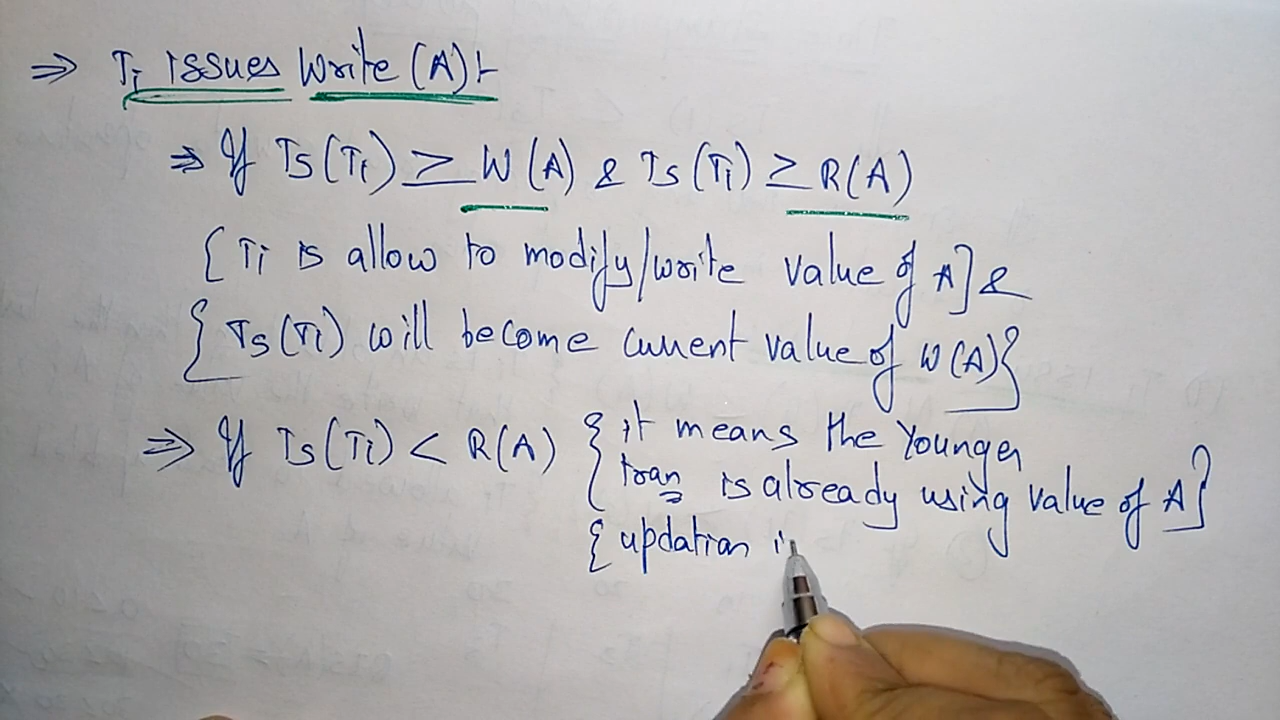 ⇒ Ti issues Write(A):-
⇒ If TS(Ti) ≥ W(A) & TS(Ti) ≥ R(A)
{Ti is allow to modify/write value of A} &
{TS(Ti) will become current value of W(A)}
⇒ If TS(Ti) < R(A) { it means the Younger
tran is already using value of A}
{ updation i